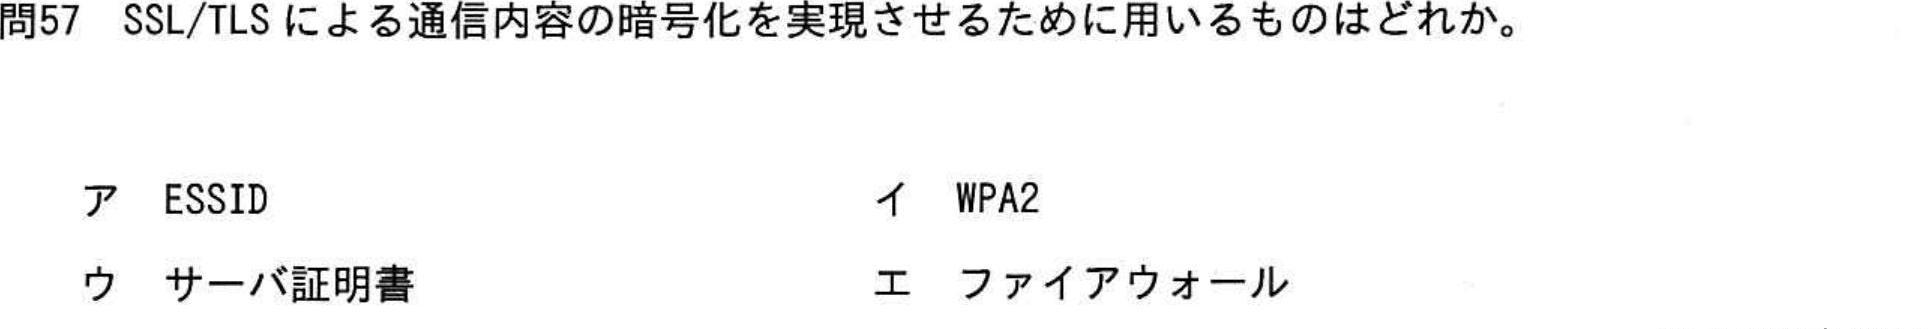 問57　SSL/TLS による通信内容の暗号化を実現させるために用いるものはどれか。
ア　ESSID　　イ　WPA2
ウ　サーバ証明書　　エ　ファイアウォール